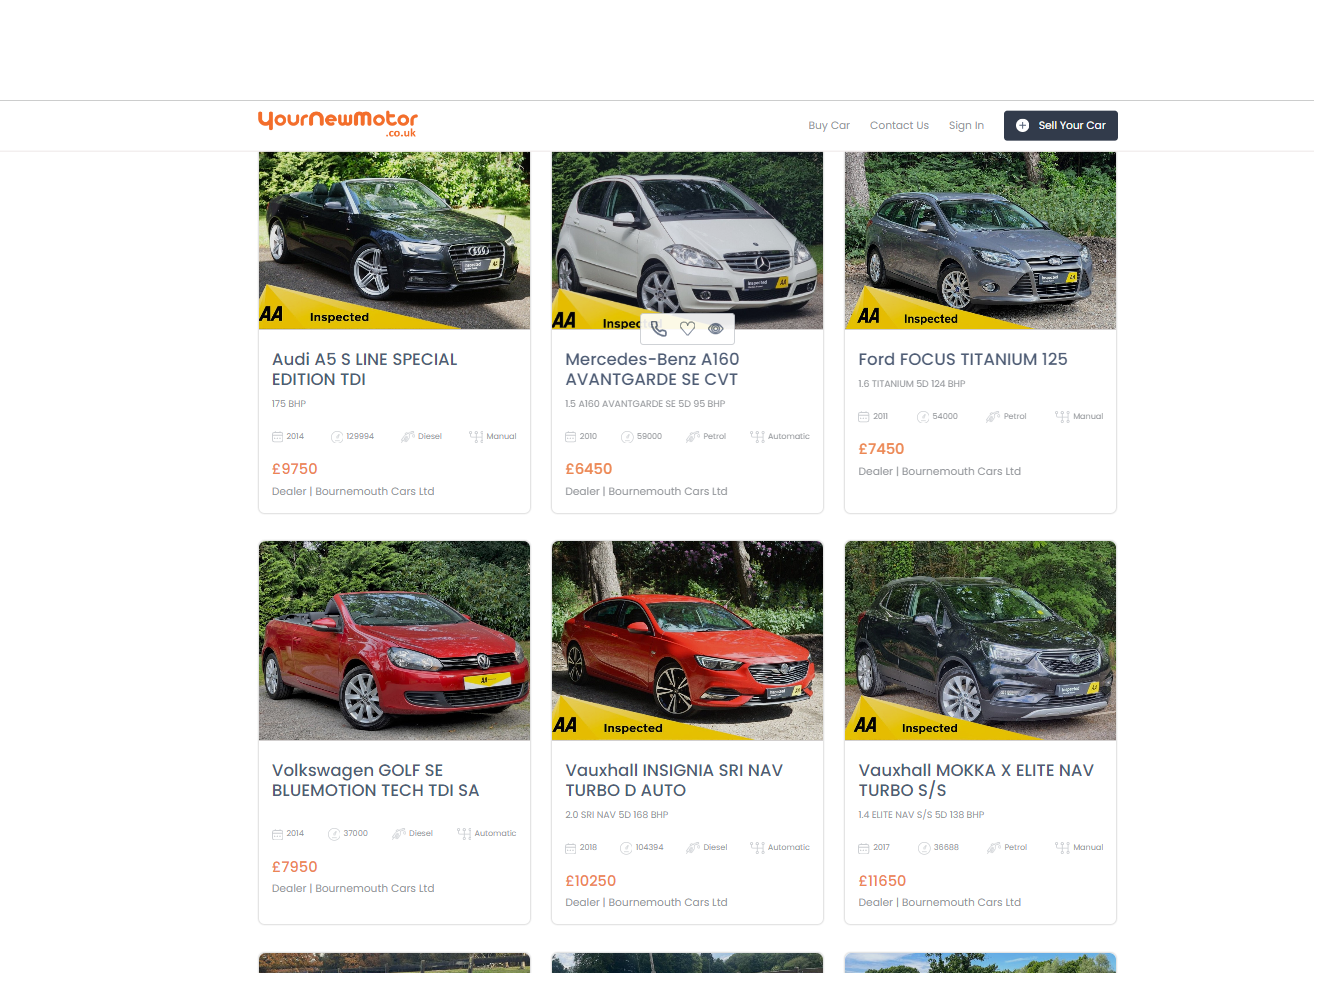 YourNewMotor
.co.uk
Buy Car
Contact Us
Sign In
Sell Your Car
AA Inspected
Audi A5 S LINE SPECIAL
EDITION TDI
175 BHP
2014
129994
Diesel
Manual
£9750
Dealer | Bournemouth Cars Ltd
AA Inspec
Mercedes-Benz A160
AVANTGARDE SE CVT
1.5 A160 AVANTGARDE SE 5D 95 BHP
2010
59000
Petrol
Automatic
£6450
Dealer | Bournemouth Cars Ltd
AA Inspected
Ford FOCUS TITANIUM 125
1.6 TITANIUM 5D 124 BHP
2011
54000
Petrol
Manual
£7450
Dealer | Bournemouth Cars Ltd
AA
Volkswagen GOLF SE
BLUEMOTION TECH TDI SA
2014
37000
Diesel
Automatic
£7950
Dealer | Bournemouth Cars Ltd
AA Inspected
Vauxhall INSIGNIA SRI NAV
TURBO D AUTO
2.0 SRI NAV 5D 168 BHP
2018
104394
Diesel
Automatic
£10250
Dealer | Bournemouth Cars Ltd
Inspected
AA
AA Inspected
Vauxhall MOKKA X ELITE NAV
TURBO S/S
1.4 ELITE NAV S/S 5D 138 BHP
2017
36688
Petrol
Manual
£11650
Dealer | Bournemouth Cars Ltd